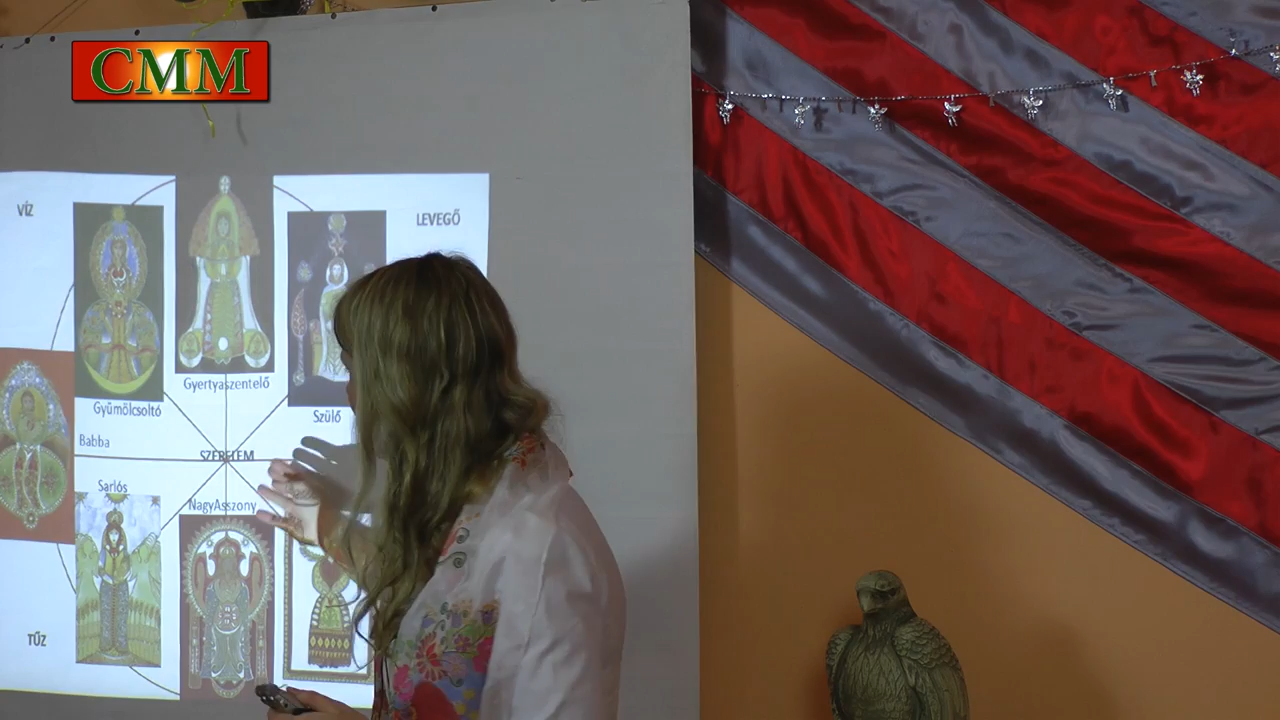 CMM
VÍZ
LEVEGŐ
Gyertyaszentelő
Gyümölcsoltó
Szülő
Babba
SZERELEM
Sarlós
NagyAsszony
TŰZ